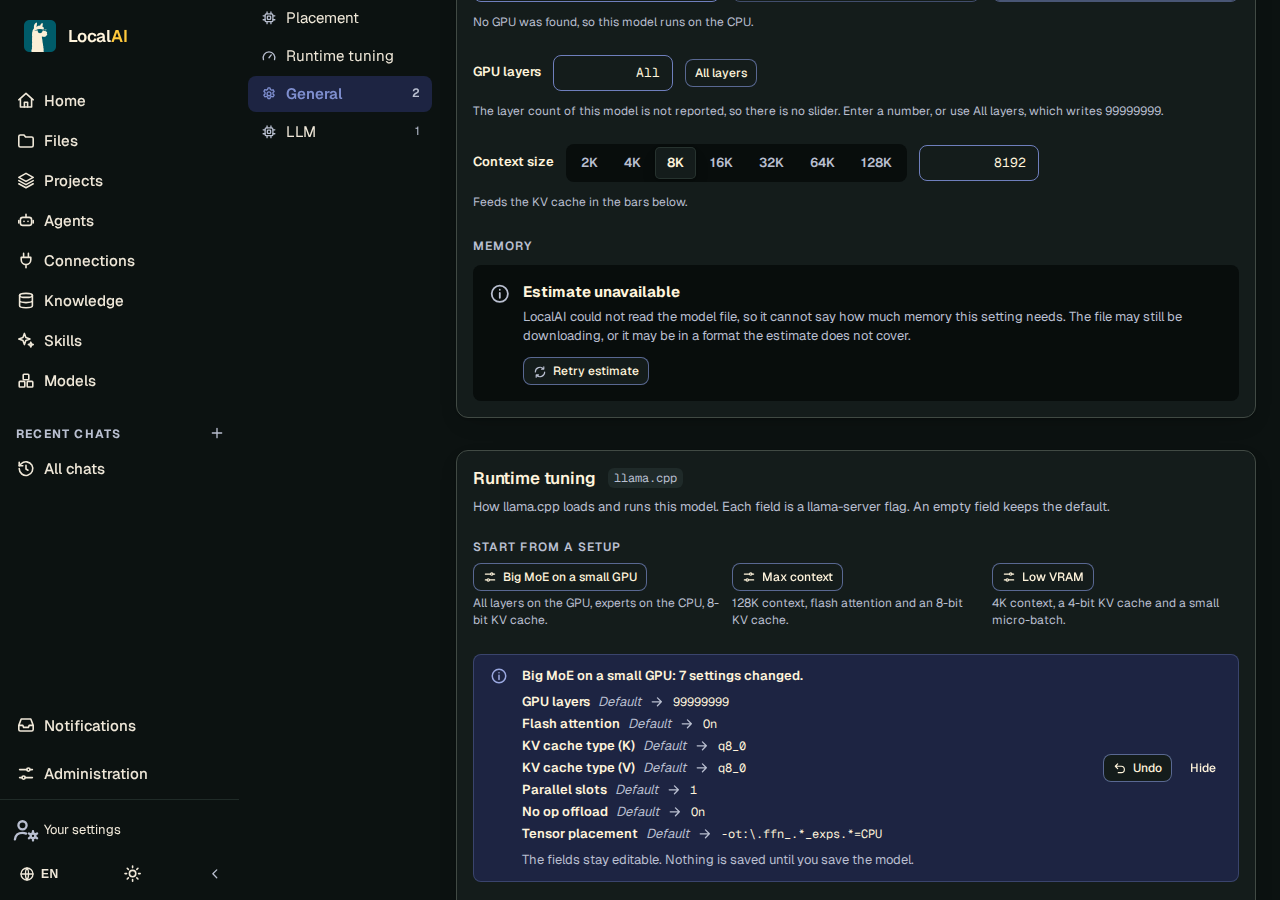 LocalAI
Home
Files
Projects
Agents
Connections
Knowledge
Skills
Models
RECENT CHATS
All chats
Notifications
Administration
Your settings
EN
Placement
Runtime tuning
General 2
LLM 1
No GPU was found, so this model runs on the CPU.
GPU layers All All layers
The layer count of this model is not reported, so there is no slider. Enter a number, or use All layers, which writes 99999999.
Context size 2K 4K 8K 16K 32K 64K 128K 8192
Feeds the KV cache in the bars below.
MEMORY
Estimate unavailable
LocalAI could not read the model file, so it cannot say how much memory this setting needs. The file may still be
downloading, or it may be in a format the estimate does not cover.
Retry estimate
Runtime tuning llama.cpp
How llama.cpp loads and runs this model. Each field is a llama-server flag. An empty field keeps the default.
START FROM A SETUP
Big MoE on a small GPU
All layers on the GPU, experts on the CPU, 8-
bit KV cache.
Max context
128K context, flash attention and an 8-bit
KV cache.
Low VRAM
4K context, a 4-bit KV cache and a small
micro-batch.
Big MoE on a small GPU: 7 settings changed.
GPU layers Default → 99999999
Flash attention Default → On
KV cache type (K) Default → q8_0
KV cache type (V) Default → q8_0
Parallel slots Default → 1
No op offload Default → On
Tensor placement Default → -ot:\.ffn_.*_exps.*=CPU
The fields stay editable. Nothing is saved until you save the model.
Undo Hide